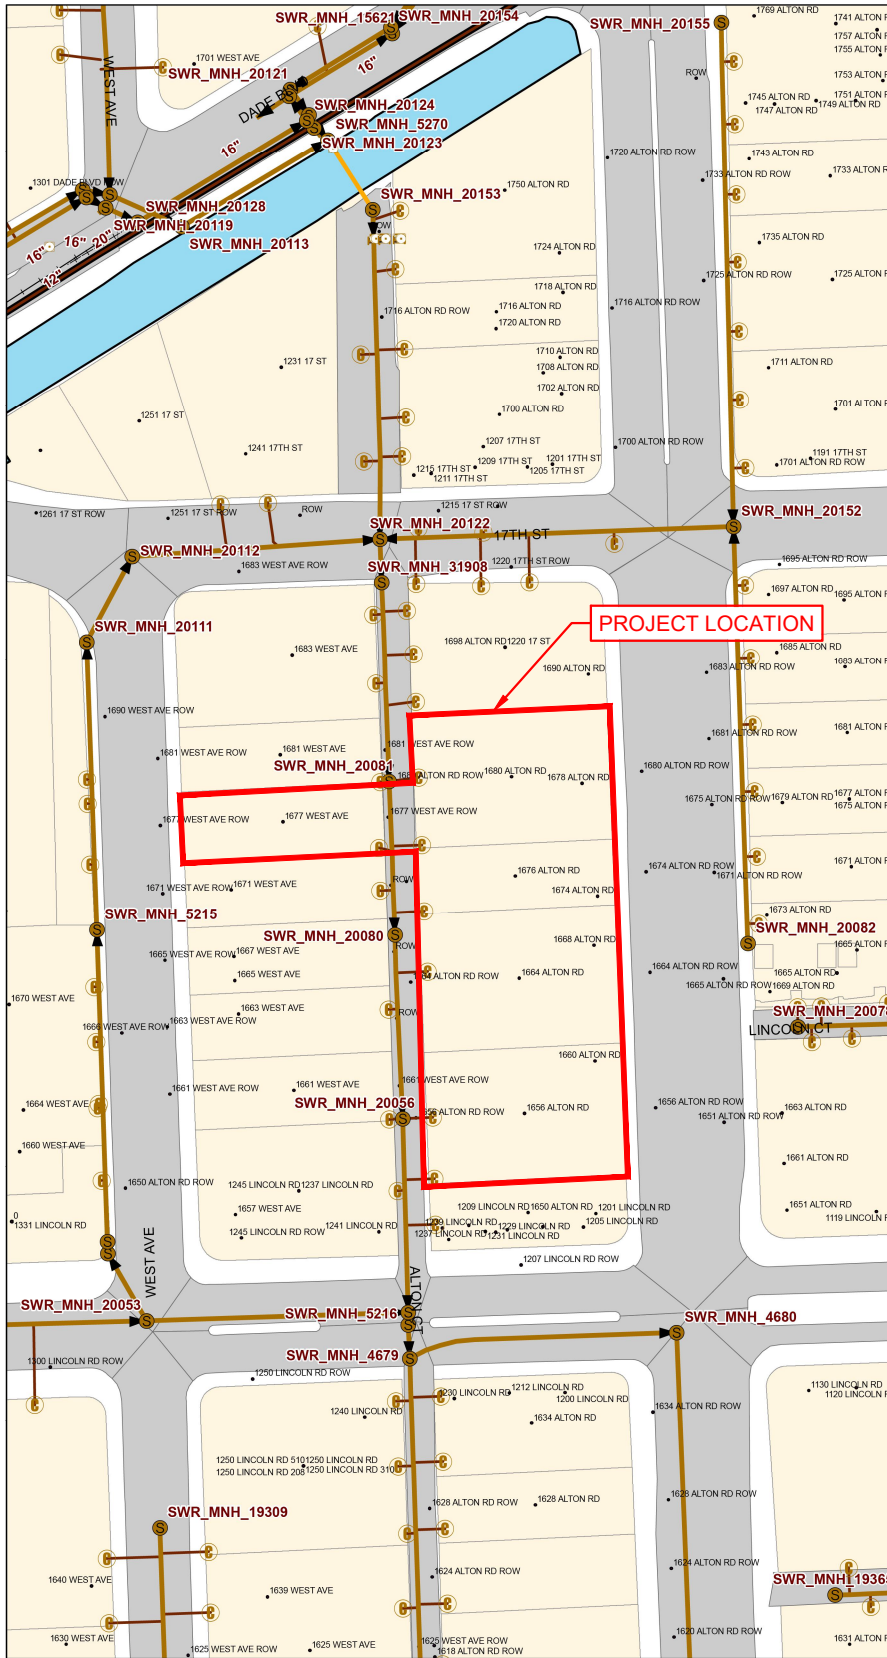 SWR_MNH_15621
SWR_MNH_20154
SWR_MNH_20155
1769 ALTON RD
1741 ALTON R
1757 ALTON R
1755 ALTON R
1701 WEST AVE
SWR_MNH_20121
16"
ROW
1753 ALTON R
WEST AVE
1745 ALTON RD
1751 ALTON R
1749 ALTON RD
1747 ALTON RD
SWR_MNH_20124
SWR_MNH_5270
16"
SWR_MNH_20123
1720 ALTON RD ROW
1743 ALTON RD
1733 ALTON RD ROW
1733 ALTON R
1301 DADE BLVD ROW
SWR_MNH_20153
1750 ALTON RD
SWR_MNH_20128
SWR_MNH_20119
ROW
SWR_MNH_20113
16"
16"
20"
12"
1735 ALTON RD
1724 ALTON RD
1725 ALTON RD ROW
1725 ALTON R
1718 ALTON RD
1716 ALTON RD ROW
1716 ALTON RD
1720 ALTON RD
1716 ALTON RD ROW
1710 ALTON RD
1708 ALTON RD
1231 17 ST
1711 ALTON RD
1702 ALTON RD
1251 17 ST
1700 ALTON RD
1701 ALTON R
1241 17TH ST
1207 17TH ST
1700 ALTON RD ROW
1215 17TH ST
1209 17TH ST
1201 17TH ST
1211 17TH ST
1205 17TH ST
1191 17TH ST
1701 ALTON RD ROW
1261 17 ST ROW
1251 17 ST ROW
ROW
1215 17 ST ROW
SWR_MNH_20122
17TH ST
SWR_MNH_20152
SWR_MNH_20112
1683 WEST AVE ROW
SWR_MNH_31908
1220 17TH ST ROW
1695 ALTON RD ROW
1697 ALTON RD
1695 ALTON R
SWR_MNH_20111
PROJECT LOCATION
1683 WEST AVE
1698 ALTON RD
1220 17 ST
1685 ALTON RD
1690 ALTON RD
1683 ALTON RD ROW
1683 ALTON R
1690 WEST AVE ROW
1681 WEST AVE ROW
1681 WEST AVE
1681 WEST AVE ROW
1681 ALTON RD ROW
1681 ALTON R
SWR_MNH_20081
1680 ALTON RD
1678 ALTON RD
1680 ALTON RD ROW
1677 WEST AVE ROW
1677 WEST AVE
1677 WEST AVE ROW
1675 ALTON RD ROW
1679 ALTON RD
1677 ALTON R
1675 ALTON R
1671 WEST AVE ROW
1671 WEST AVE
ROW
1676 ALTON RD
1674 ALTON RD
1674 ALTON RD ROW
1671 ALTON RD ROW
1671 ALTON R
SWR_MNH_5215
1673 ALTON RD
SWR_MNH_20080
SWR_MNH_20082
1665 WEST AVE ROW
1667 WEST AVE
ROW
1668 ALTON RD
1665 ALTON R
1665 WEST AVE
1664 ALTON RD
1664 ALTON RD ROW
1665 ALTON RD ROW
1665 ALTON RD
1669 ALTON RD
1670 WEST AVE
1663 WEST AVE
ROW
SWR_MNH_20078
1666 WEST AVE ROW
1663 WEST AVE ROW
LINCOLN CT
1661 WEST AVE ROW
1661 WEST AVE
1661 WEST AVE ROW
1660 ALTON RD
1664 WEST AVE
SWR_MNH_20056
1656 ALTON RD
1656 ALTON RD ROW
1651 ALTON RD ROW
1663 ALTON RD
1660 WEST AVE
1661 ALTON RD
1650 ALTON RD ROW
1245 LINCOLN RD
1237 LINCOLN RD
0
1331 LINCOLN RD
1657 WEST AVE
1209 LINCOLN RD
1650 ALTON RD
1201 LINCOLN RD
1651 ALTON RD
1119 LINCOLN R
1245 LINCOLN RD ROW
1241 LINCOLN RD
1239 LINCOLN RD
1229 LINCOLN RD
1205 LINCOLN RD
1237 LINCOLN RD
1231 LINCOLN RD
1207 LINCOLN RD ROW
WEST AVE
ALTON CT
SWR_MNH_20053
SWR_MNH_5216
SWR_MNH_4680
SWR_MNH_4679
1300 LINCOLN RD ROW
1250 LINCOLN RD ROW
1230 LINCOLN RD
1212 LINCOLN RD
1200 LINCOLN RD
1130 LINCOLN RD
1120 LINCOLN R
1240 LINCOLN RD
1634 ALTON RD
1634 ALTON RD ROW
1250 LINCOLN RD 510
1250 LINCOLN RD
1250 LINCOLN RD 208
1250 LINCOLN RD 310
SWR_MNH_19309
1628 ALTON RD ROW
1628 ALTON RD
1628 ALTON RD ROW
1640 WEST AVE
1639 WEST AVE
1624 ALTON RD ROW
1624 ALTON RD ROW
SWR_MNH_19365
1630 WEST AVE
1625 WEST AVE ROW
1625 WEST AVE
1625 WEST AVE ROW
1618 ALTON RD ROW
1620 ALTON RD ROW
1631 ALTON R